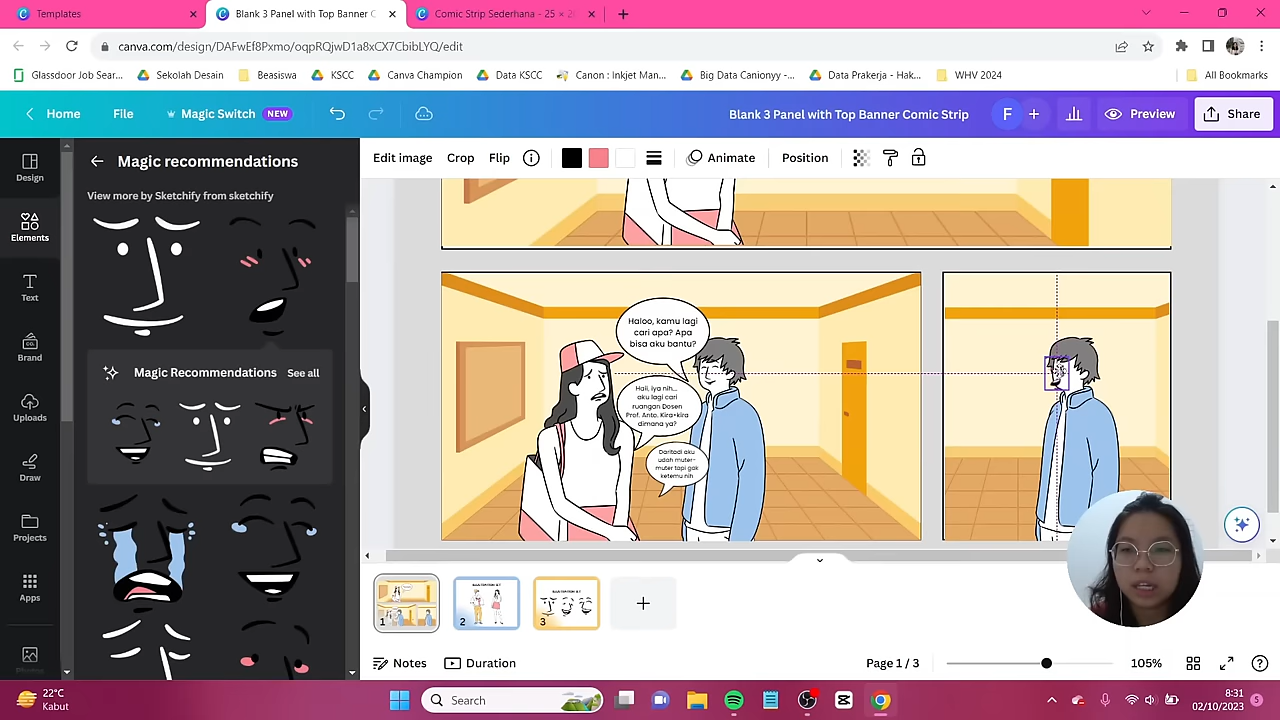 Templates
Blank 3 Panel with Top Banner C
Comic Strip Sederhana - 25 × 2
canva.com/design/DAFwEf8Pxmo/oqpRQjwD1a8xCX7CbibLYQ/edit
Glassdoor Job Sear...
Sekolah Desain
Beasiswa
KSCC
Canva Champion
Data KSCC
Canon : Inkjet Man...
Big Data Canionyy -...
Data Prakerja - Hak...
WHV 2024
All Bookmarks
Home
File
Magic Switch
NEW
Blank 3 Panel with Top Banner Comic Strip
F
Preview
Share
Design
Elements
Text
Brand
Uploads
Draw
Projects
Apps
Magic recommendations
View more by Sketchify from sketchify
Magic Recommendations
See all
Edit image
Crop
Flip
Animate
Position
Haloo, kamu lagi
cari apa? Apa
bisa aku bantu?
Haii, iya nih...
aku lagi cari
ruangan Dosen
Prof. Anto. Kira-kira
dimana ya?
Daritadi aku
udah muter-
muter tapi gak
ketemu nih
1
2
3
Notes
Duration
Page 1 / 3
105%
22°C
Kabut
Search
8:31
02/10/2023
5